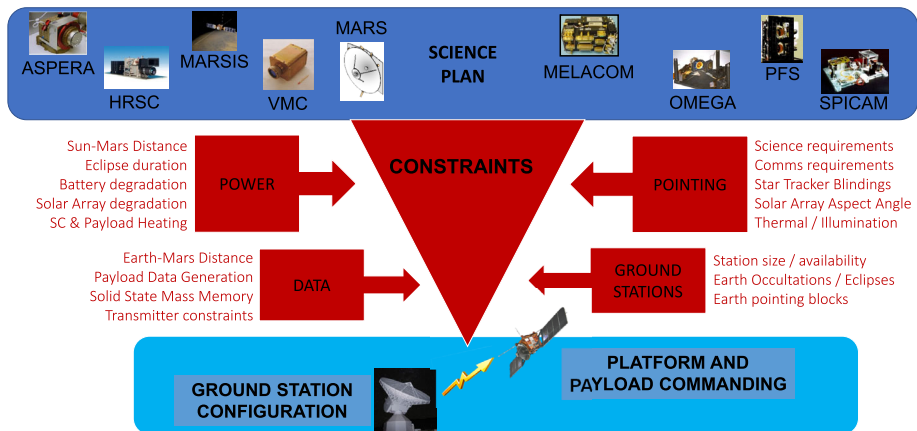 ASPERA
HRSC
MARSIS
VMC
MARS
SCIENCE
PLAN
MELACOM
OMEGA
PFS
SPICAM
CONSTRAINTS
Sun-Mars Distance
Eclipse duration
Battery degradation
Solar Array degradation
SC & Payload Heating
POWER
POINTING
Science requirements
Comms requirements
Star Tracker Blindings
Solar Array Aspect Angle
Thermal / Illumination
Earth-Mars Distance
Payload Data Generation
Solid State Mass Memory
Transmitter constraints
DATA
GROUND
STATIONS
Station size / availability
Earth Occultations / Eclipses
Earth pointing blocks
GROUND STATION
CONFIGURATION
PLATFORM AND
PAYLOAD COMMANDING